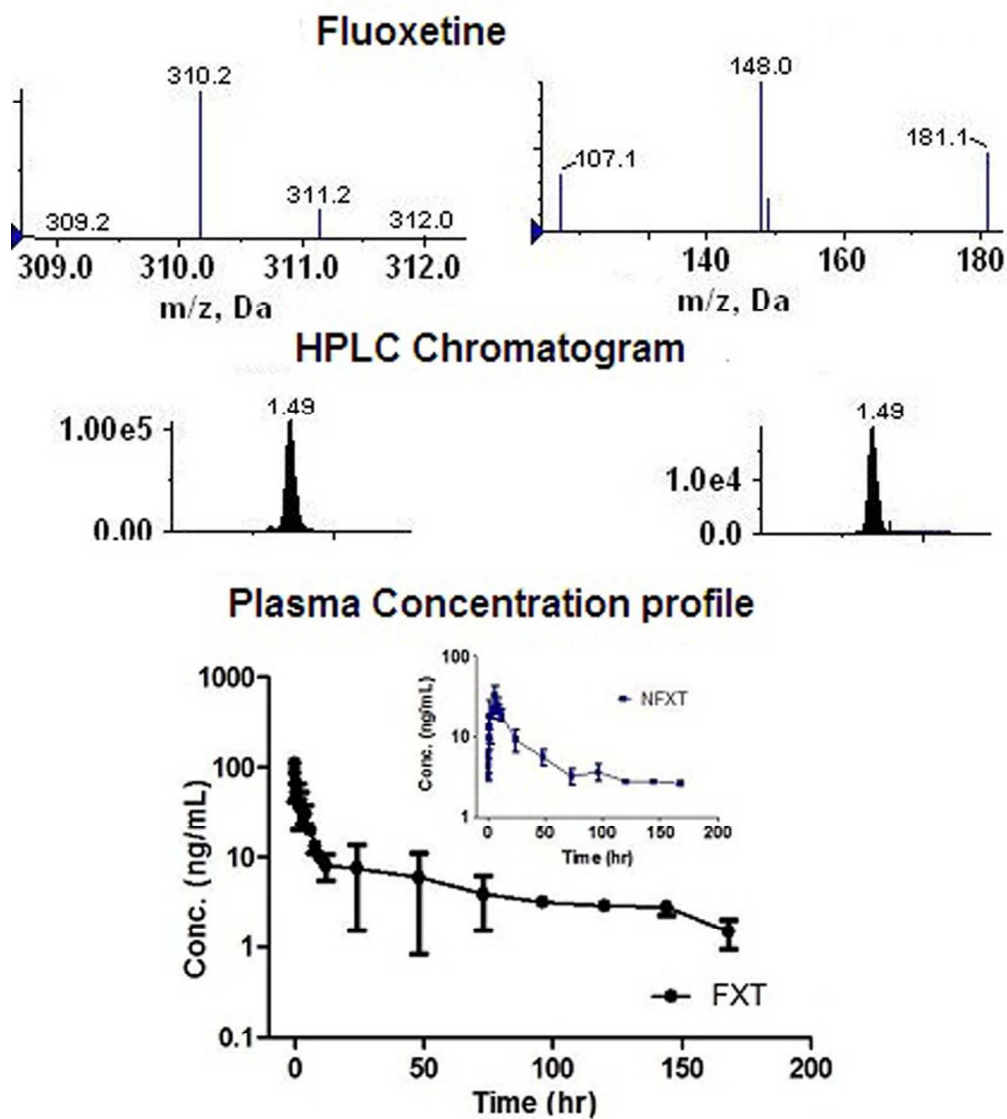 Fluoxetine
310.2
311.2
309.2
312.0
309.0 310.0 311.0 312.0
m/z, Da
148.0
107.1
181.1
140 160 180
m/z, Da
HPLC Chromatogram
1.49
1.00e5
0.00
1.49
1.0e4
0.0
Plasma Concentration profile
1000
100
10
1
0.1
Conc. (ng/mL)
0 50 100 150 200
Time (hr)
FXT
100
10
1
Conc. (ng/mL)
0 50 100 150 200
Time (hr)
NFXT